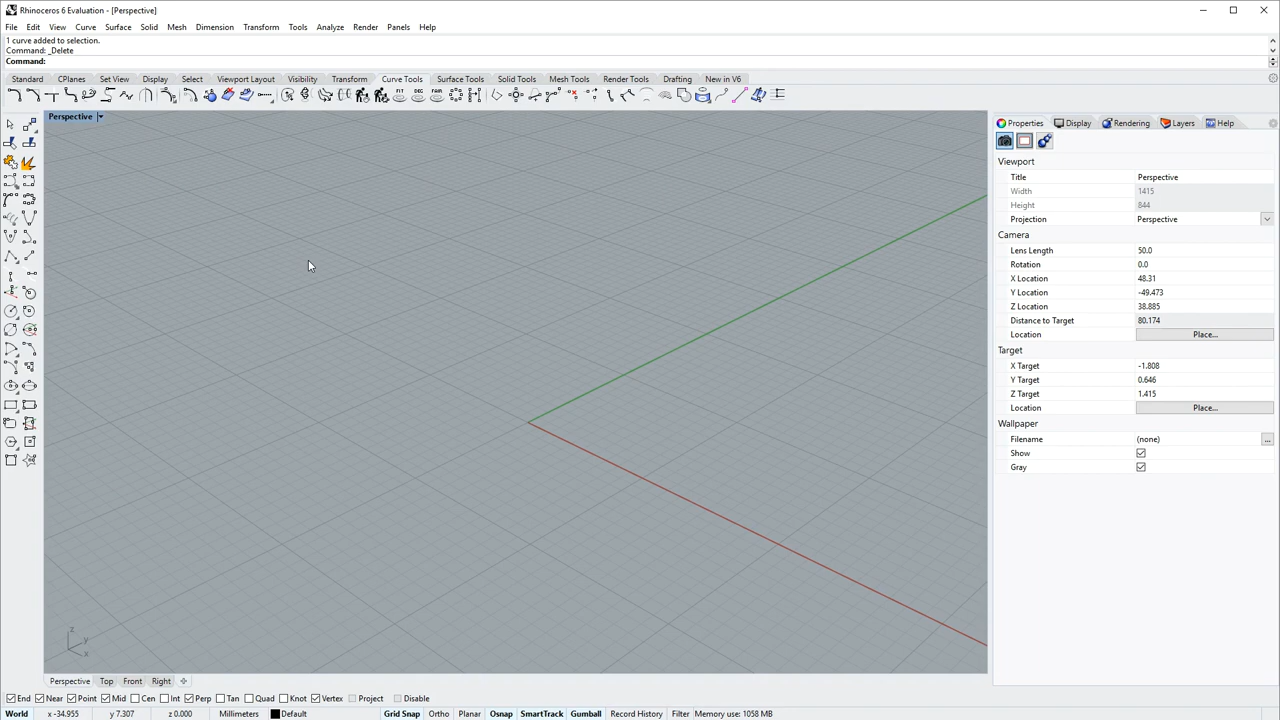 Rhinoceros 6 Evaluation - [Perspective]
File Edit View Curve Surface Solid Mesh Dimension Transform Tools Analyze Render Panels Help
1 curve added to selection.
Command: _Delete
Command:
Standard CPlanes Set View Display Select Viewport Layout Visibility Transform Curve Tools Surface Tools Solid Tools Mesh Tools Render Tools Drafting New in V6
Perspective
Properties Display Rendering Layers Help
Viewport
Title Perspective
Width 1415
Height 844
Projection Perspective
Camera
Lens Length 50.0
Rotation 0.0
X Location 48.31
Y Location -49.473
Z Location 38.885
Distance to Target 80.174
Location Place...
Target
X Target -1.808
Y Target 0.646
Z Target 1.415
Location Place...
Wallpaper
Filename (none) ...
Show
Gray
z
y
x
Perspective Top Front Right
End Near Point Mid Cen Int Perp Tan Quad Knot Vertex Project Disable
World x -34.955 y 7.307 z 0.000 Millimeters Default Grid Snap Ortho Planar Osnap SmartTrack Gumball Record History Filter Memory use: 1058 MB